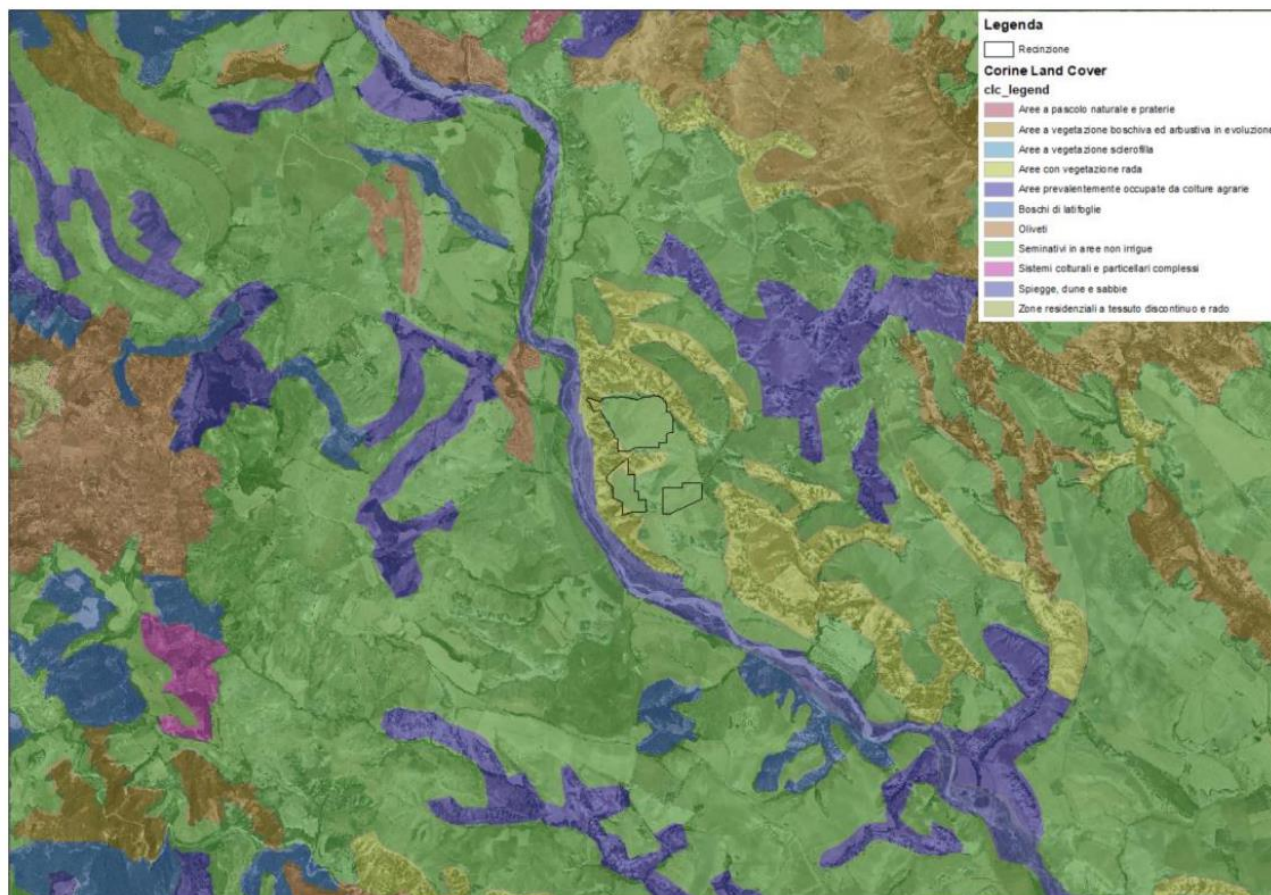 Legenda
Recinzione
Corine Land Cover
clc_legend
Aree a pascolo naturale e praterie
Aree a vegetazione boschiva ed arbustiva in evoluzione
Aree a vegetazione sclerofilla
Aree con vegetazione rada
Aree prevalentemente occupate da colture agrarie
Boschi di latifoglie
Oliveti
Seminativi in aree non irrigue
Sistemi colturali e particellari complessi
Spiegge, dune e sabbie
Zone residenziali a tessuto discontinuo e rado